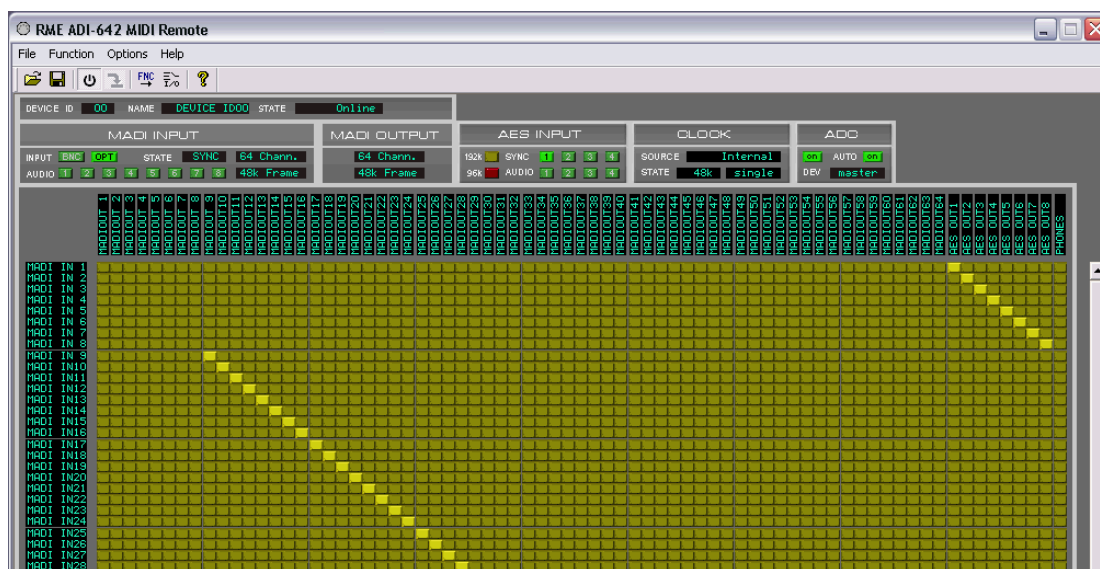 RME ADI-642 MIDI Remote
File Function Options Help
FNC I/O ?
DEVICE ID 00 NAME DEVICE ID00 STATE Online
MADI INPUT MADI OUTPUT AES INPUT CLOCK ADC
INPUT BNC OPT STATE SYNC 64 Chann. 64 Chann. 192k SYNC 1 2 3 4 SOURCE Internal on AUTO on
AUDIO 1 2 3 4 5 6 7 8 48k Frame 48k Frame 96k AUDIO 1 2 3 4 STATE 48k single DEV master
MADIOUT 1
MADIOUT 2
MADIOUT 3
MADIOUT 4
MADIOUT 5
MADIOUT 6
MADIOUT 7
MADIOUT 8
MADIOUT 9
MADIOUT10
MADIOUT11
MADIOUT12
MADIOUT13
MADIOUT14
MADIOUT15
MADIOUT16
MADIOUT17
MADIOUT18
MADIOUT19
MADIOUT20
MADIOUT21
MADIOUT22
MADIOUT23
MADIOUT24
MADIOUT25
MADIOUT26
MADIOUT27
MADIOUT28
MADIOUT29
MADIOUT30
MADIOUT31
MADIOUT32
MADIOUT33
MADIOUT34
MADIOUT35
MADIOUT36
MADIOUT37
MADIOUT38
MADIOUT39
MADIOUT40
MADIOUT41
MADIOUT42
MADIOUT43
MADIOUT44
MADIOUT45
MADIOUT46
MADIOUT47
MADIOUT48
MADIOUT49
MADIOUT50
MADIOUT51
MADIOUT52
MADIOUT53
MADIOUT54
MADIOUT55
MADIOUT56
MADIOUT57
MADIOUT58
MADIOUT59
MADIOUT60
MADIOUT61
MADIOUT62
MADIOUT63
MADIOUT64
AES OUT1
AES OUT2
AES OUT3
AES OUT4
AES OUT5
AES OUT6
AES OUT7
AES OUT8
PHONES
MADI IN 1
MADI IN 2
MADI IN 3
MADI IN 4
MADI IN 5
MADI IN 6
MADI IN 7
MADI IN 8
MADI IN 9
MADI IN10
MADI IN11
MADI IN12
MADI IN13
MADI IN14
MADI IN15
MADI IN16
MADI IN17
MADI IN18
MADI IN19
MADI IN20
MADI IN21
MADI IN22
MADI IN23
MADI IN24
MADI IN25
MADI IN26
MADI IN27
MADI IN28